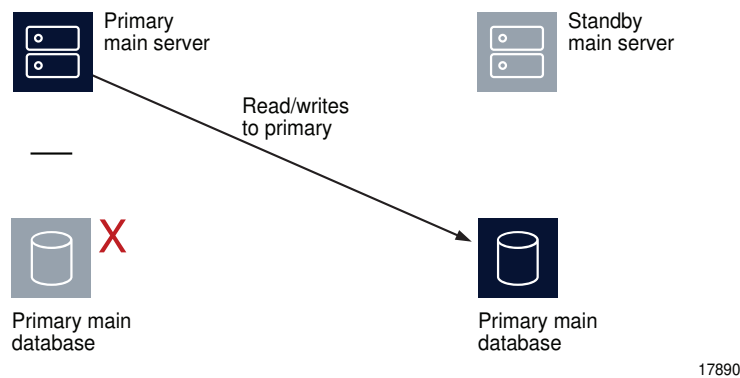 Primary
main server
Standby
main server
Read/writes
to primary
X
Primary main
database
Primary main
database
17890